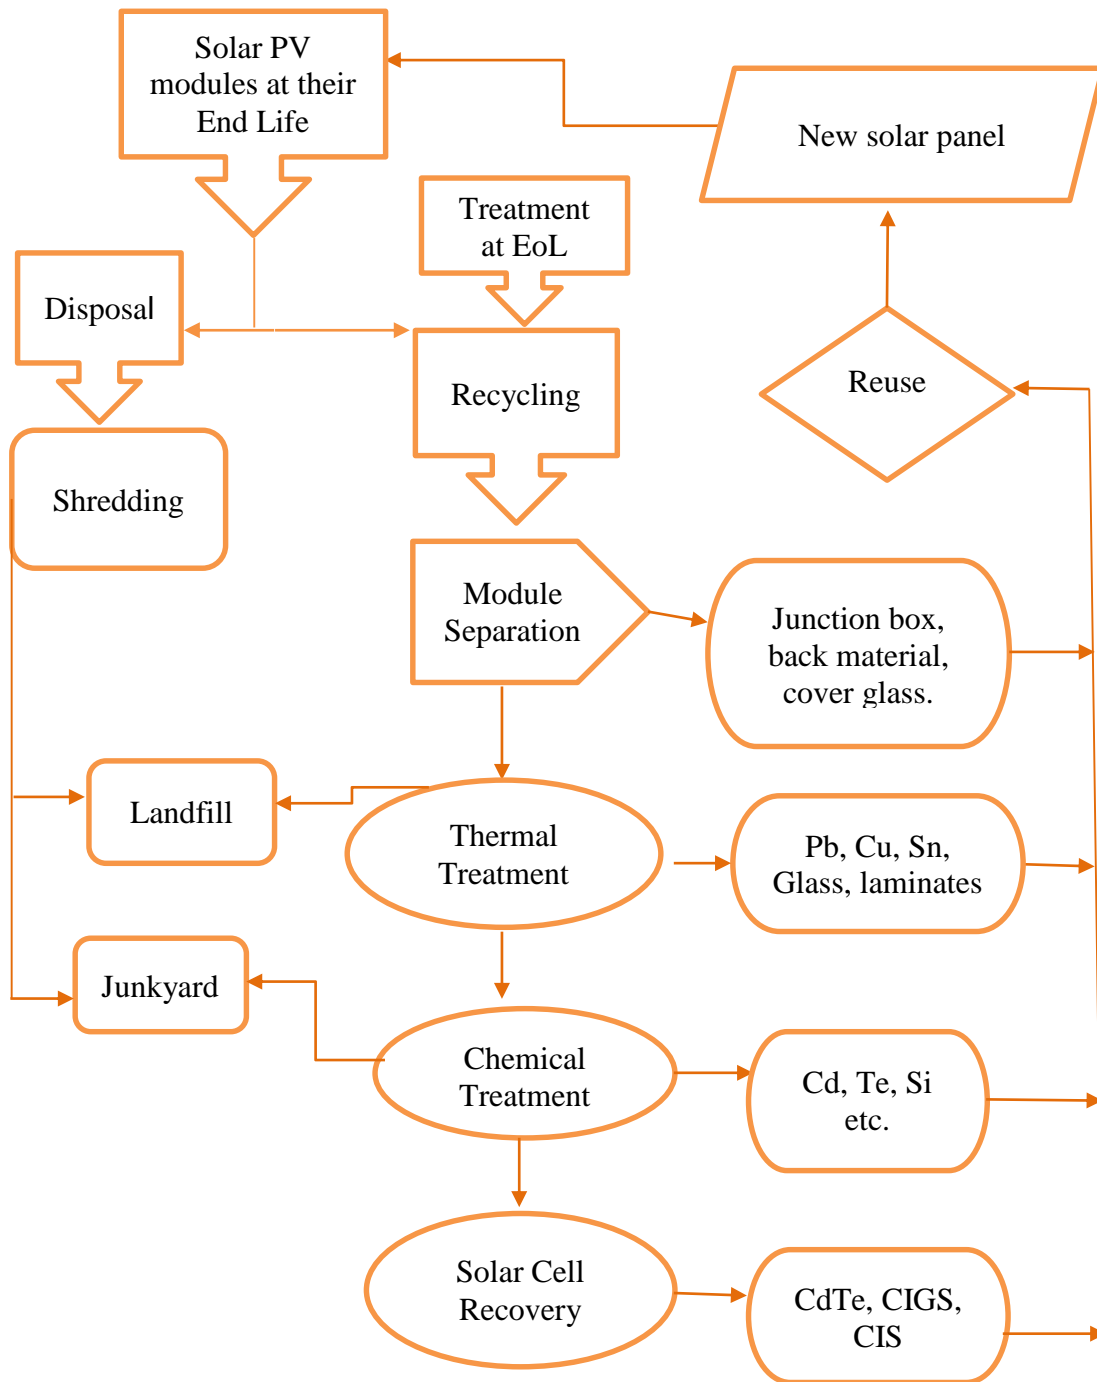 Solar PV
modules at their
End Life
New solar panel
Treatment
at EoL
Disposal
Recycling
Reuse
Shredding
Module
Separation
Junction box,
back material,
cover glass.
Landfill
Thermal
Treatment
Pb, Cu, Sn,
Glass, laminates
Junkyard
Chemical
Treatment
Cd, Te, Si
etc.
Solar Cell
Recovery
CdTe, CIGS,
CIS